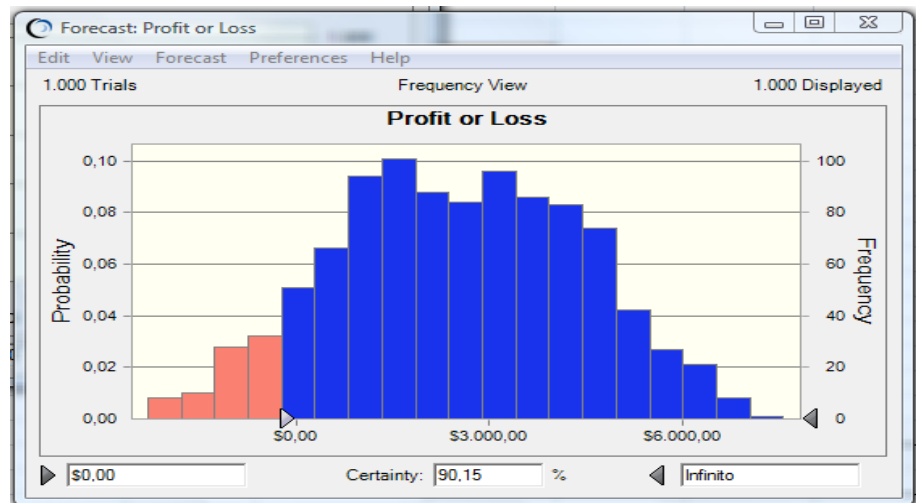 Forecast: Profit or Loss
Edit View Forecast Preferences Help
1.000 Trials Frequency View 1.000 Displayed
Profit or Loss
0,10 100
0,08 80
0,06 60
0,04 40
0,02 20
0,00 0
Probability
Frequency
$0,00 $3.000,00 $6.000,00
$0,00 Certainty: 90,15 % Infinito